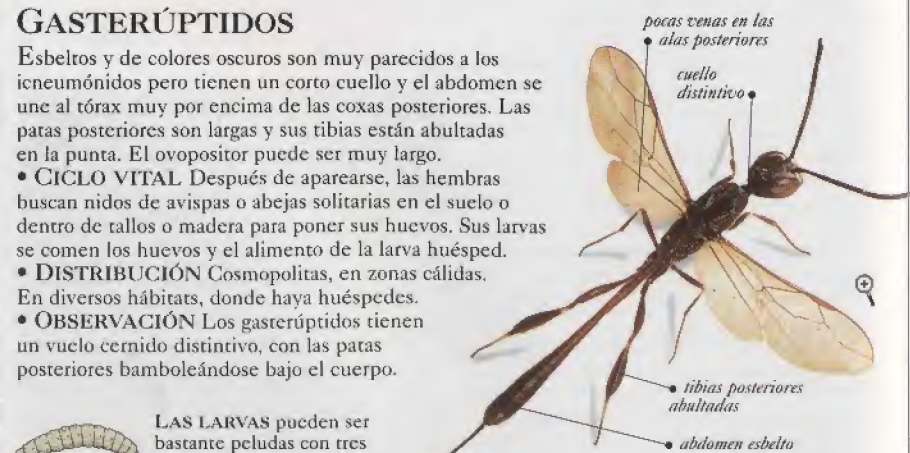 GASTERÚPTIDOS
Esbeltos y de colores oscuros son muy parecidos a los
icneumónidos pero tienen un corto cuello y el abdomen se
une al tórax muy por encima de las coxas posteriores. Las
patas posteriores son largas y sus tibias están abultadas
en la punta. El ovopositor puede ser muy largo.
• CICLO VITAL Después de aparearse, las hembras
buscan nidos de avispas o abejas solitarias en el suelo o
dentro de tallos o madera para poner sus huevos. Sus larvas
se comen los huevos y el alimento de la larva huésped.
• DISTRIBUCIÓN Cosmopolitas, en zonas cálidas.
En diversos hábitats, donde haya huéspedes.
• OBSERVACIÓN Los gasterúptidos tienen
un vuelo cernido distintivo, con las patas
posteriores bamboleándose bajo el cuerpo.
LAS LARVAS pueden ser
bastante peludas con tres
pocas venas en las
alas posteriores
cuello
distintivo
tibias posteriores
abultadas
abdomen esbelto